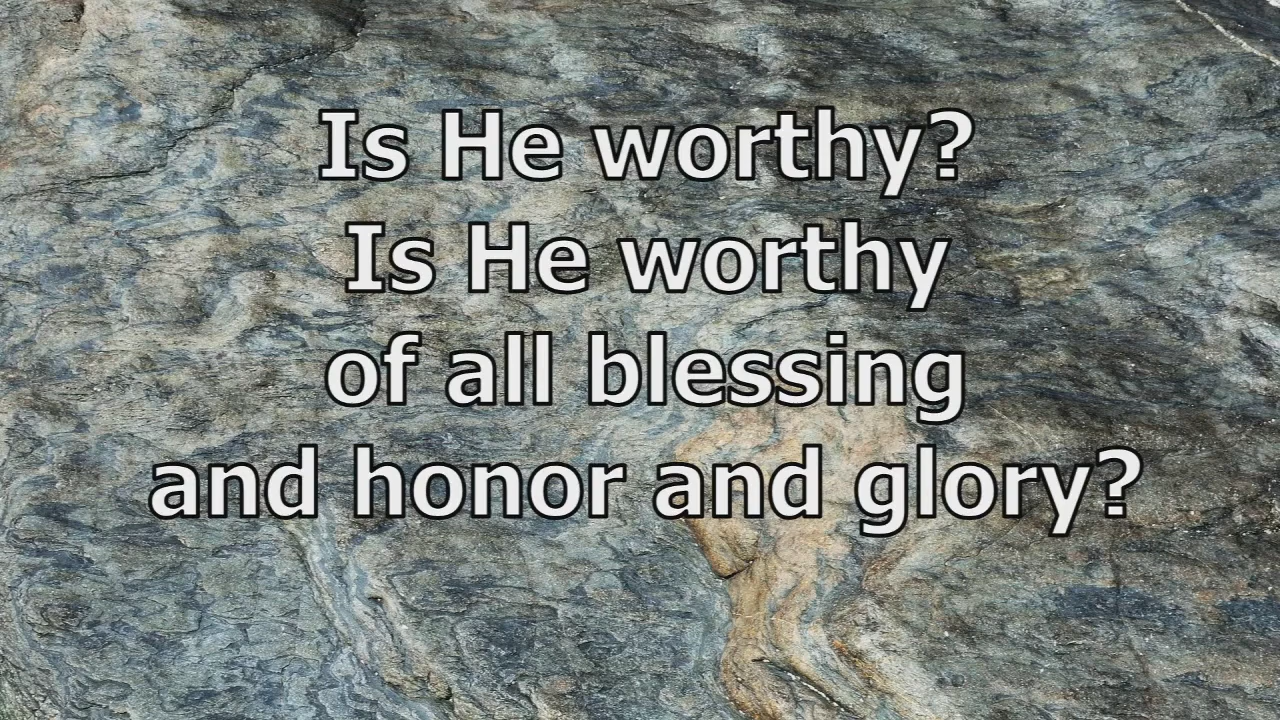 Is He worthy?
Is He worthy
of all blessing
and honor and glory?